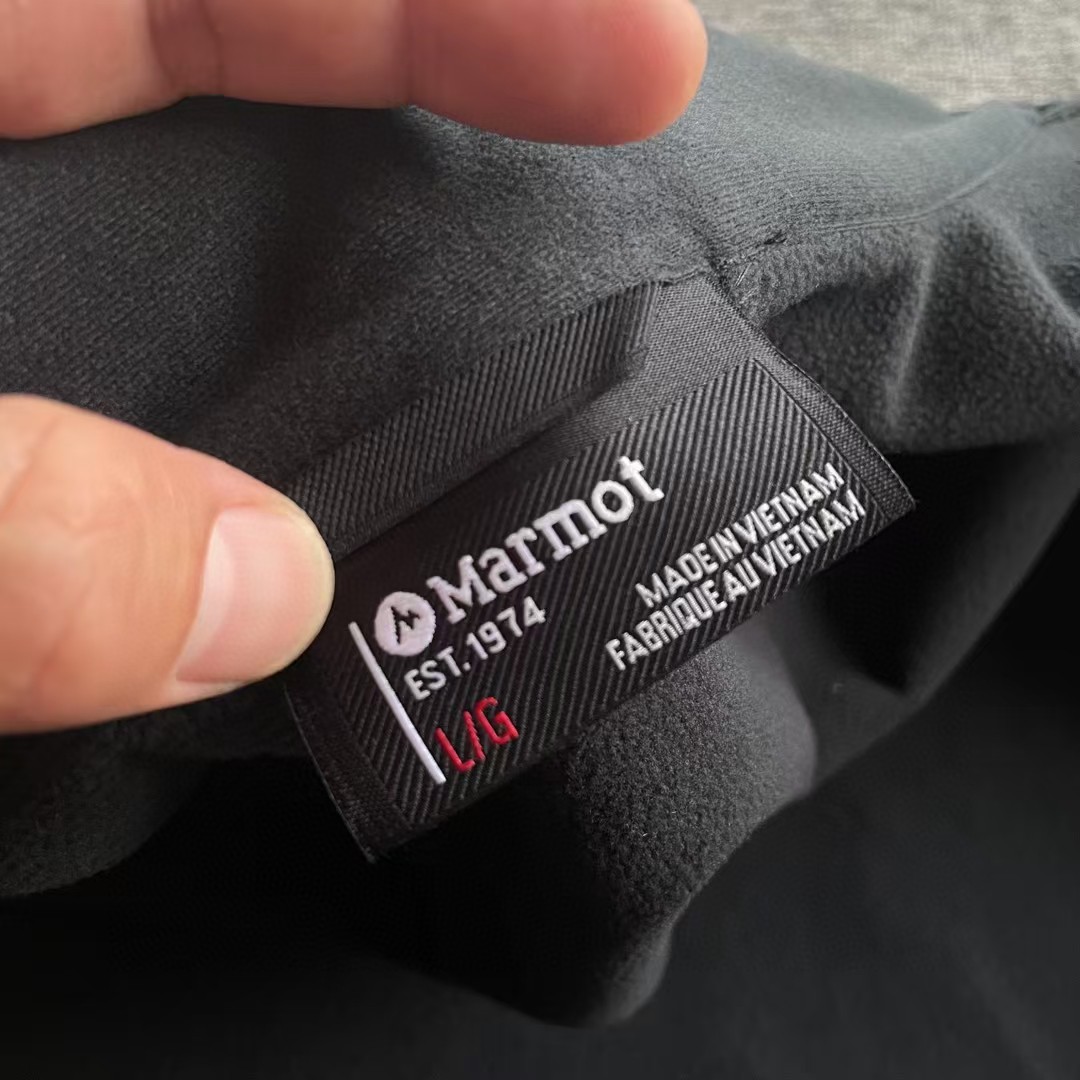 Marmot
EST. 1974
L/G
MADE IN VIETNAM
FABRIQUE AU VIETNAM